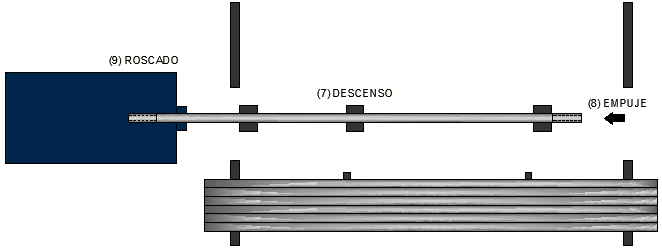 (9) ROSCADO
(7) DESCENSO
(8) EMPUJE